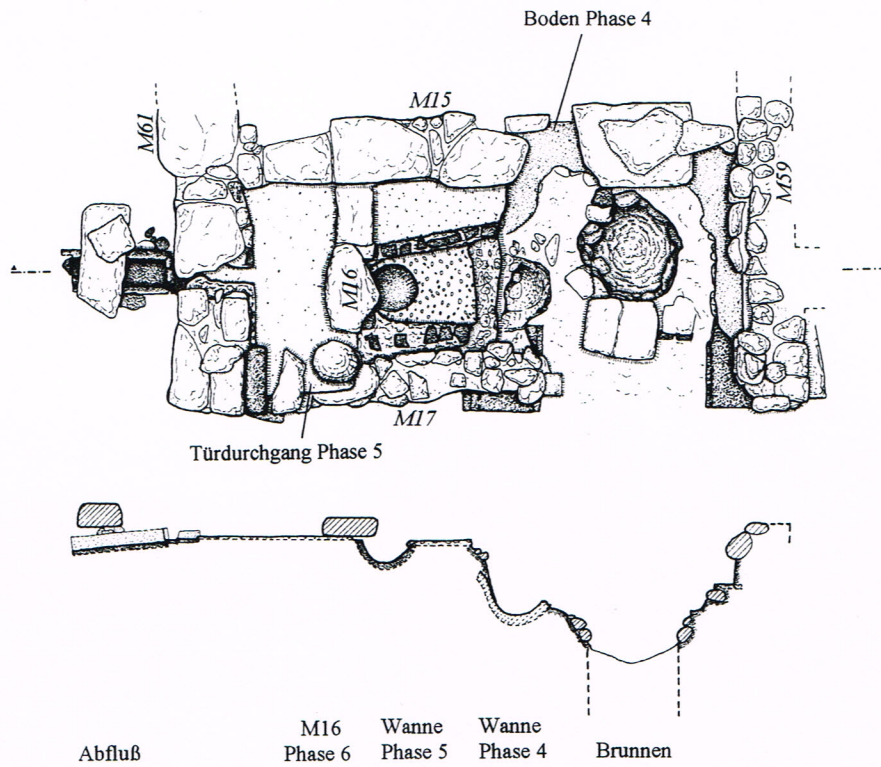 Boden Phase 4
M15
M61
M59
M16
M17
Türdurchgang Phase 5
M16
Phase 6
Wanne
Phase 5
Wanne
Phase 4
Abfluß
Brunnen